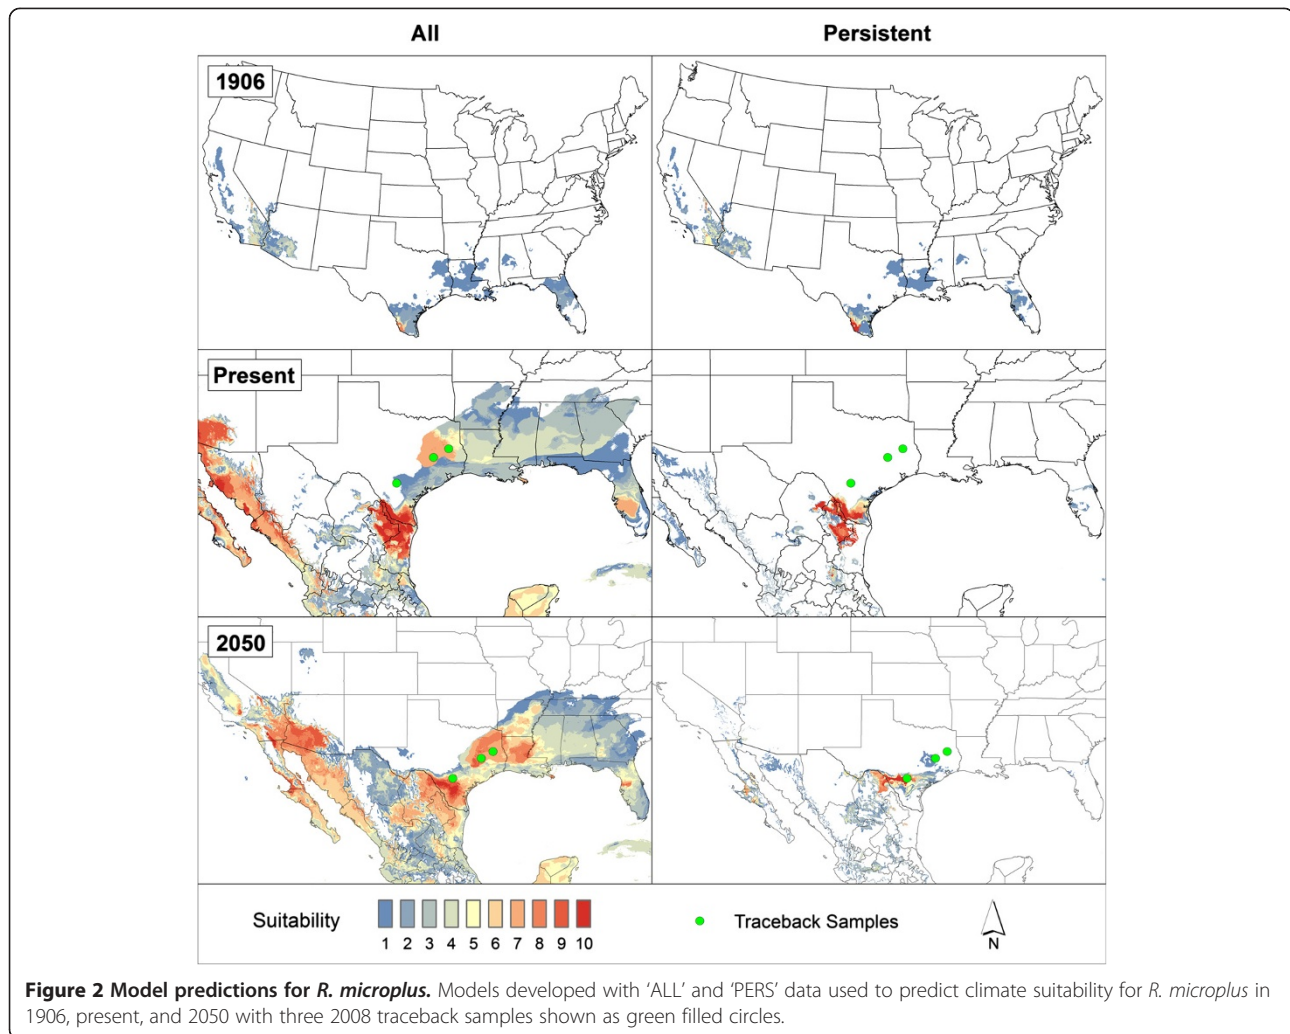 All
Persistent
1906
Present
2050
Suitability
1 2 3 4 5 6 7 8 9 10
Traceback Samples
N
Figure 2 Model predictions for R. microplus. Models developed with ‘ALL’ and ‘PERS’ data used to predict climate suitability for R. microplus in
1906, present, and 2050 with three 2008 traceback samples shown as green filled circles.